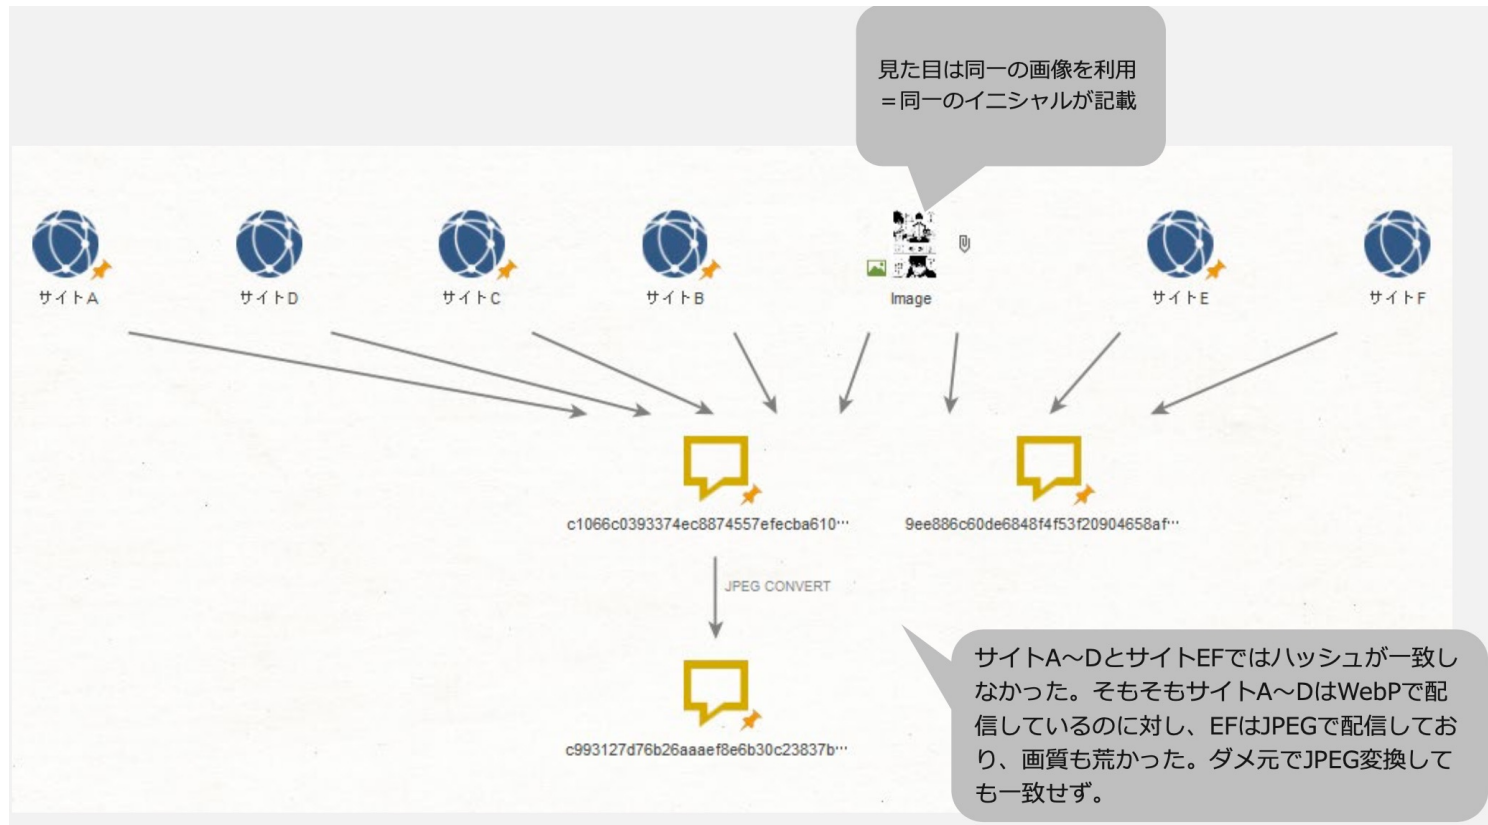 見た目は同一の画像を利用
＝同一のイニシャルが記載
サイトA
サイトD
サイトC
サイトB
Image
サイトE
サイトF
c1066c0393374ec8874557efecba610…
9ee886c60de6848f4f53f20904658af…
JPEG CONVERT
c993127d76b26aaaef8e6b30c23837b…
サイトA～DとサイトEFではハッシュが一致し
なかった。そもそもサイトA～DはWebPで配
信しているのに対し、EFはJPEGで配信してお
り、画質も荒かった。ダメ元でJPEG変換して
も一致せず。